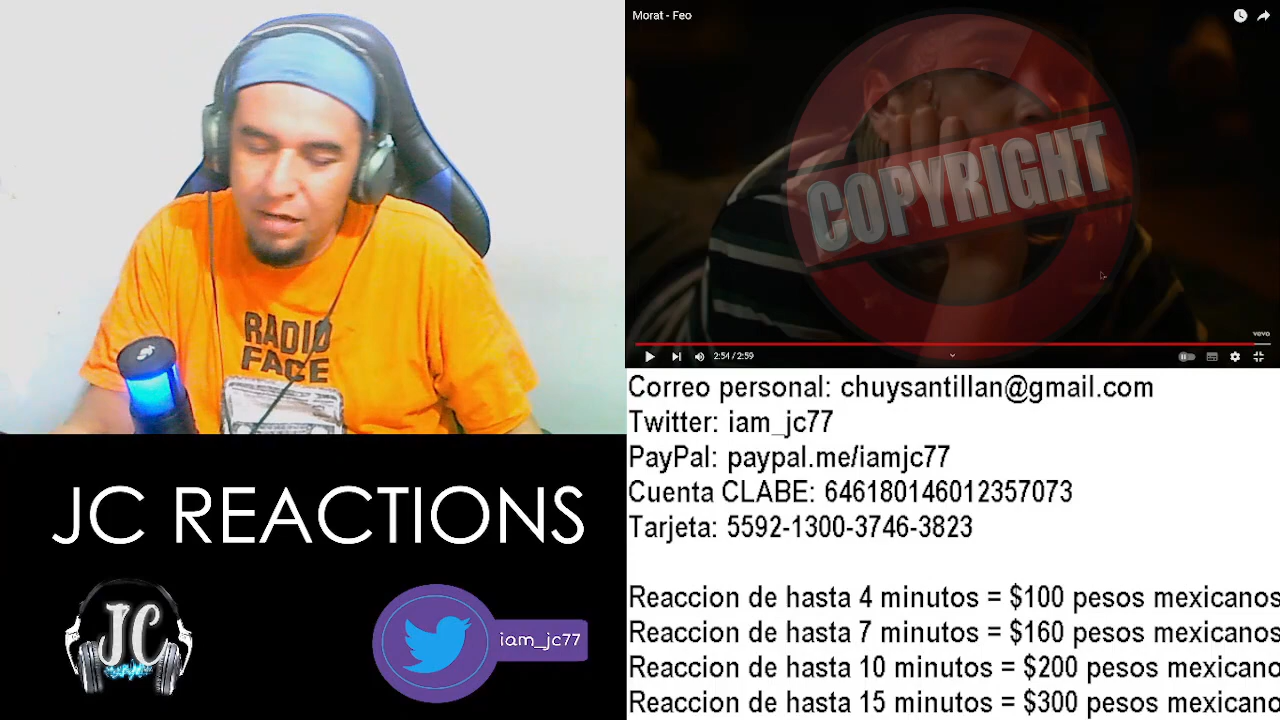 Morat - Feo
COPYRIGHT
RADIO
FACE
vevo
2:54 / 2:59
Correo personal: chuysantillan@gmail.com
Twitter: iam_jc77
PayPal: paypal.me/iamjc77
Cuenta CLABE: 646180146012357073
Tarjeta: 5592-1300-3746-3823
JC REACTIONS
JC
iam_jc77
Reaccion de hasta 4 minutos = $100 pesos mexicanos
Reaccion de hasta 7 minutos = $160 pesos mexicanos
Reaccion de hasta 10 minutos = $200 pesos mexicano
Reaccion de hasta 15 minutos = $300 pesos mexicano